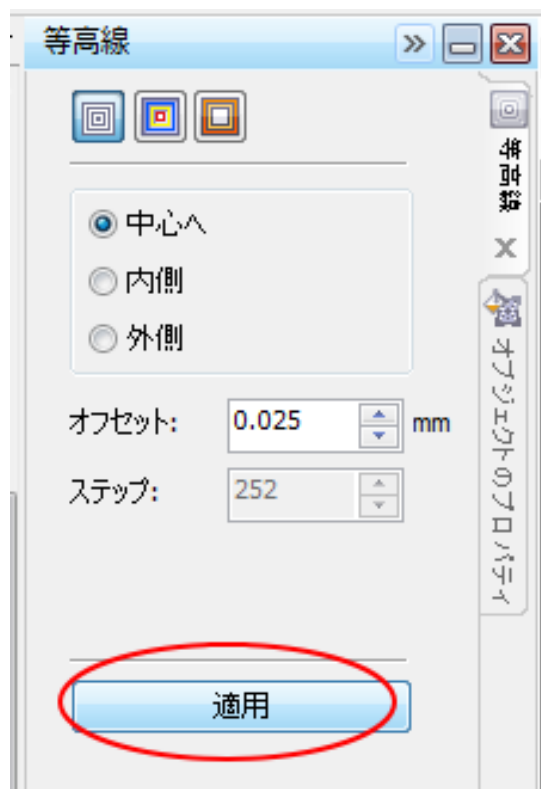 等高線
中心へ
内側
外側
オフセット: 0.025 mm
ステップ: 252
適用
等高線
オブジェクトのプロパティ